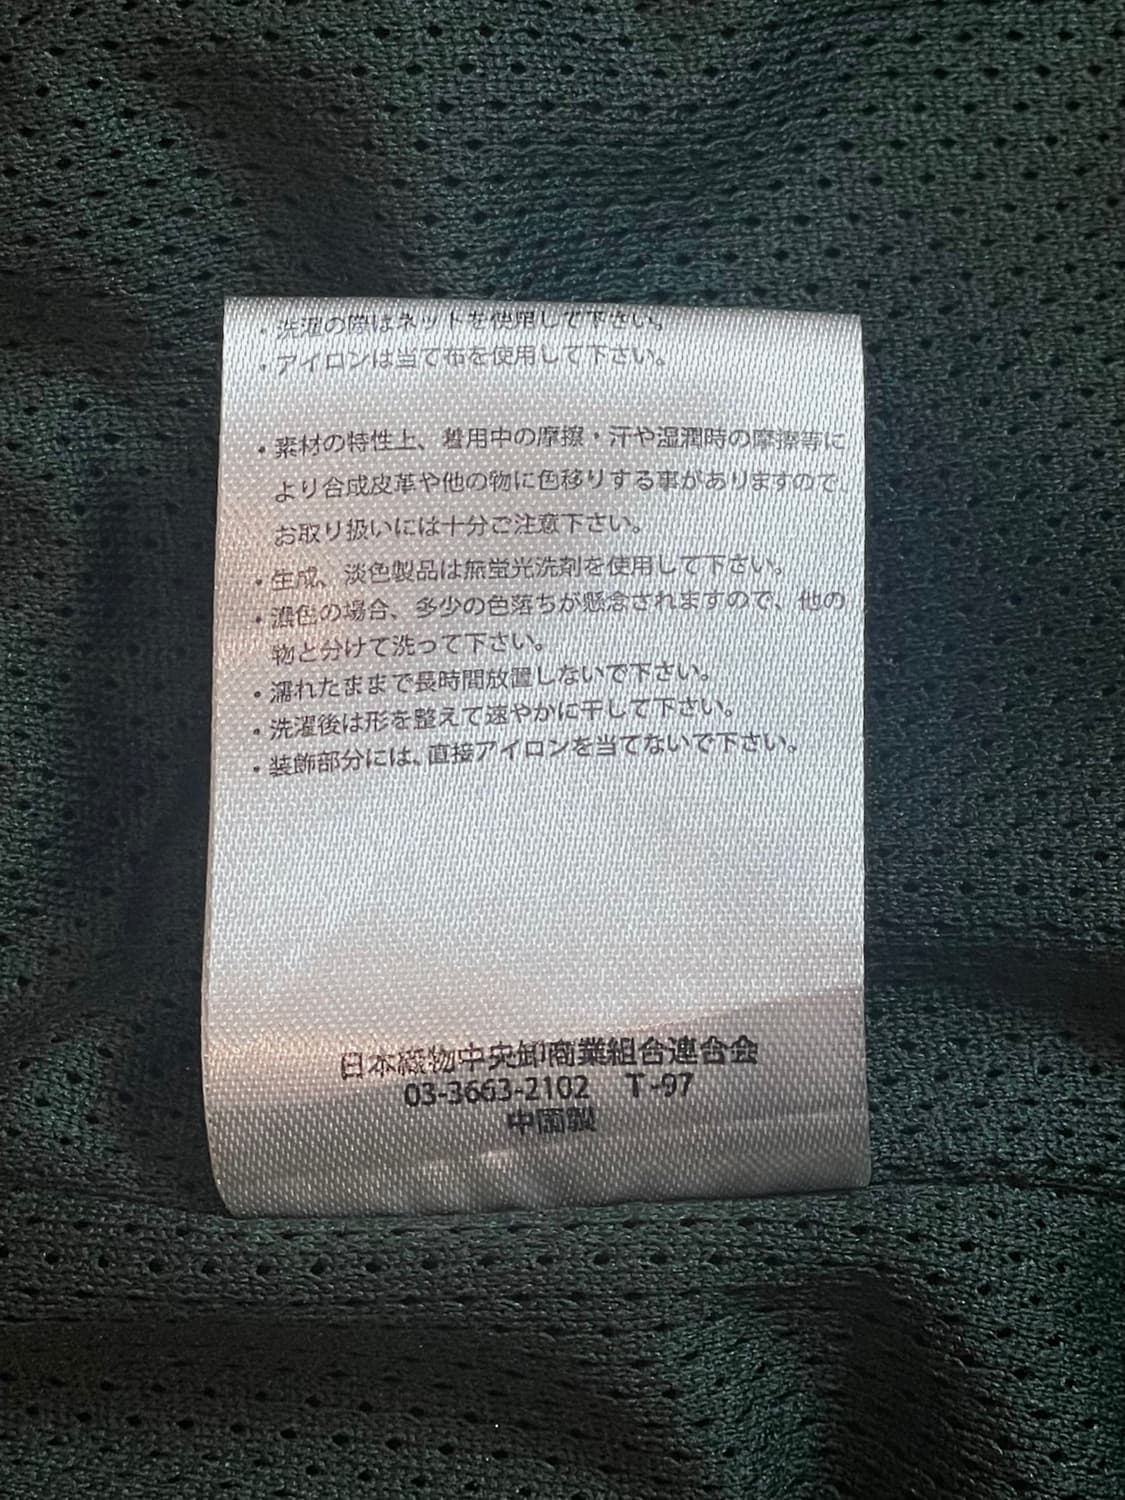 ・洗濯の際はネットを使用して下さい。
・アイロンは当て布を使用して下さい。
・素材の特性上、着用中の摩擦・汗や湿潤時の摩擦等に
より合成皮革や他の物に色移りする事がありますので、
お取り扱いには十分ご注意下さい。
・生成、淡色製品は無蛍光洗剤を使用して下さい。
・濃色の場合、多少の色落ちが懸念されますので、他の
物と分けて洗って下さい。
・濡れたままで長時間放置しないで下さい。
・洗濯後は形を整えて速やかに干して下さい。
・装飾部分には、直接アイロンを当てないで下さい。
日本織物中央卸商業組合連合会
03-3663-2102 T-97
中国製